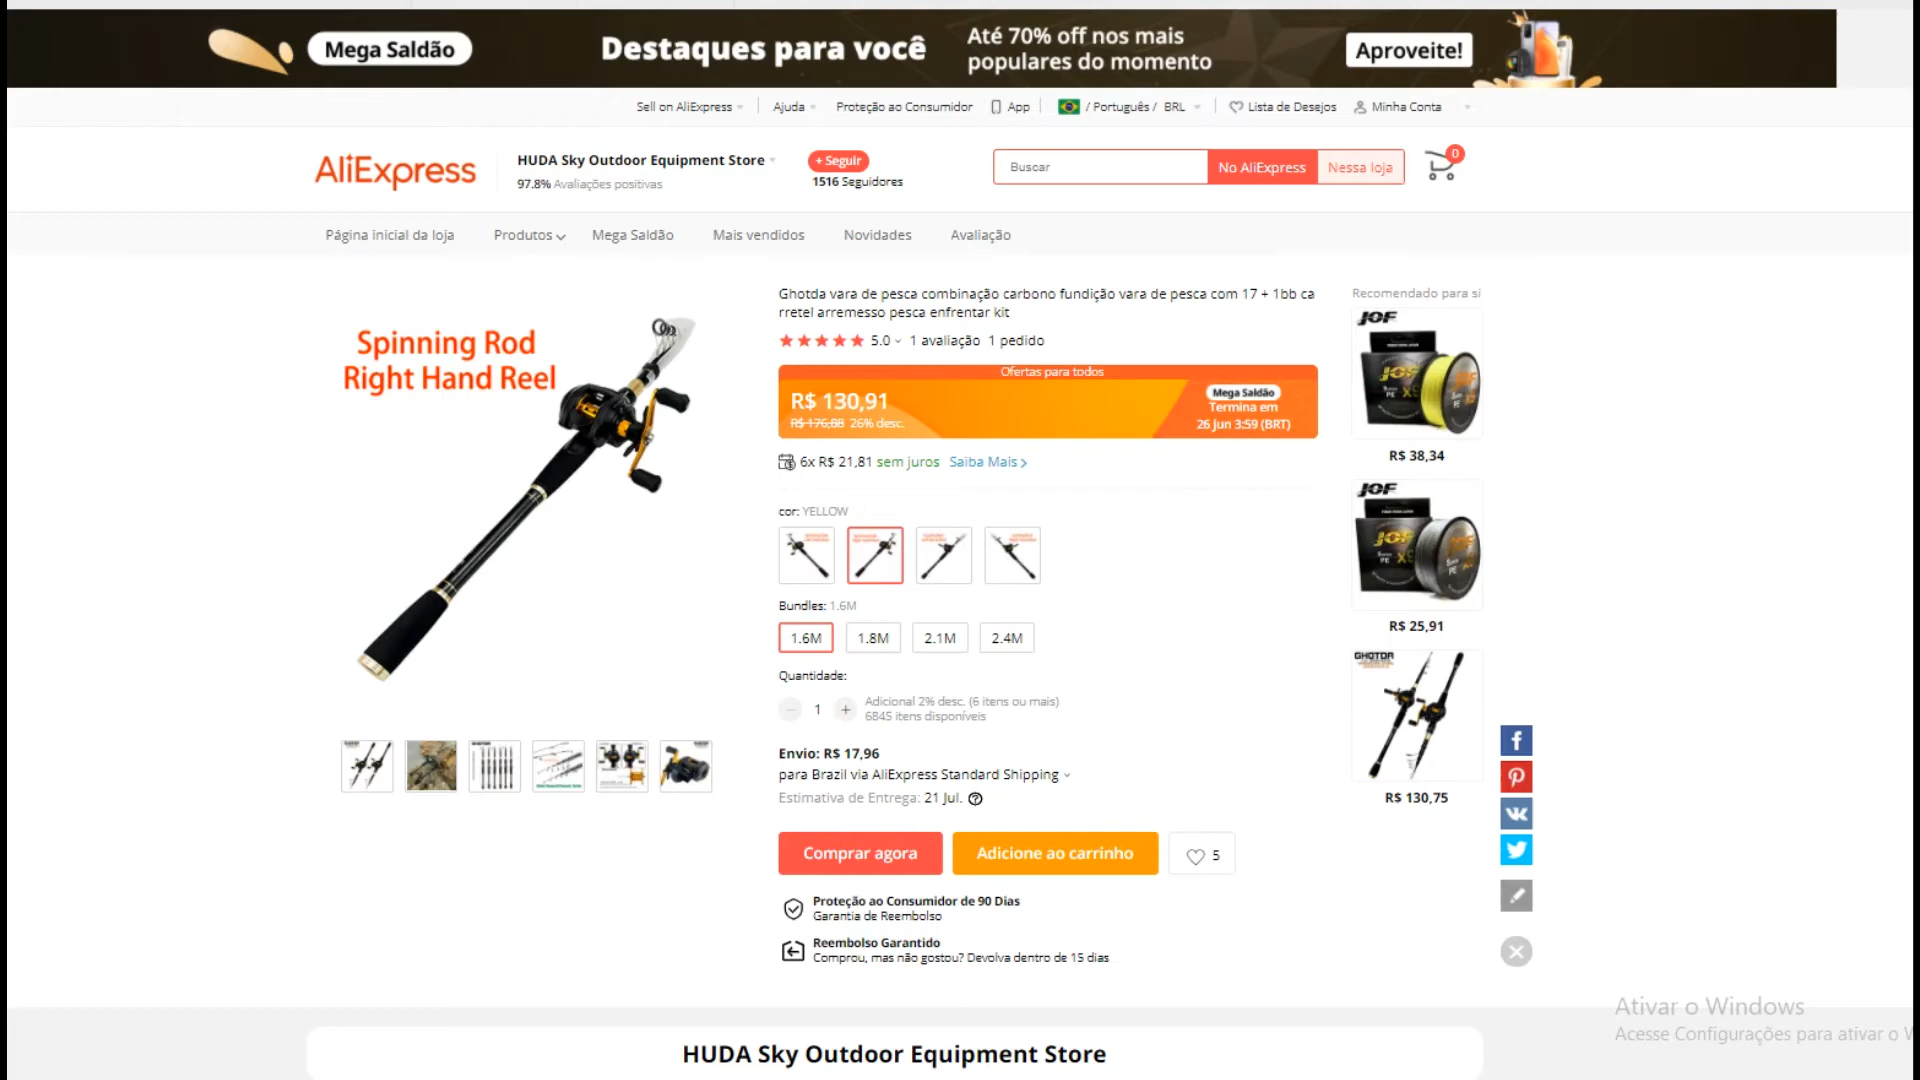 Mega Saldão
Destaques para você
Até 70% off nos mais
populares do momento
Aproveite!
Sell on AliExpress
Ajuda
Proteção ao Consumidor
App
/ Português / BRL
Lista de Desejos
Minha Conta
AliExpress
HUDA Sky Outdoor Equipment Store
97.8% Avaliações positivas
+ Seguir
1516 Seguidores
Buscar
No AliExpress
Nessa loja
0
Página inicial da loja
Produtos
Mega Saldão
Mais vendidos
Novidades
Avaliação
Spinning Rod
Right Hand Reel
Ghotda vara de pesca combinação carbono fundição vara de pesca com 17 + 1bb ca
rretel arremesso pesca enfrentar kit
5.0 1 avaliação 1 pedido
Ofertas para todos
R$ 130,91
R$ 176,88 26% desc.
Mega Saldão
Termina em
26 Jun 3:59 (BRT)
6x R$ 21,81 sem juros Saiba Mais
cor: YELLOW
Bundles: 1.6M
1.6M
1.8M
2.1M
2.4M
Quantidade:
1
Adicional 2% desc. (6 itens ou mais)
6845 itens disponíveis
Envio: R$ 17,96
para Brazil via AliExpress Standard Shipping
Estimativa de Entrega: 21 Jul.
Comprar agora
Adicione ao carrinho
5
Proteção ao Consumidor de 90 Dias
Garantia de Reembolso
Reembolso Garantido
Comprou, mas não gostou? Devolva dentro de 15 dias
Recomendado para si
JOF
R$ 38,34
JOF
R$ 25,91
GHOTDA
R$ 130,75
Ativar o Windows
Acesse Configurações para ativar o W
HUDA Sky Outdoor Equipment Store